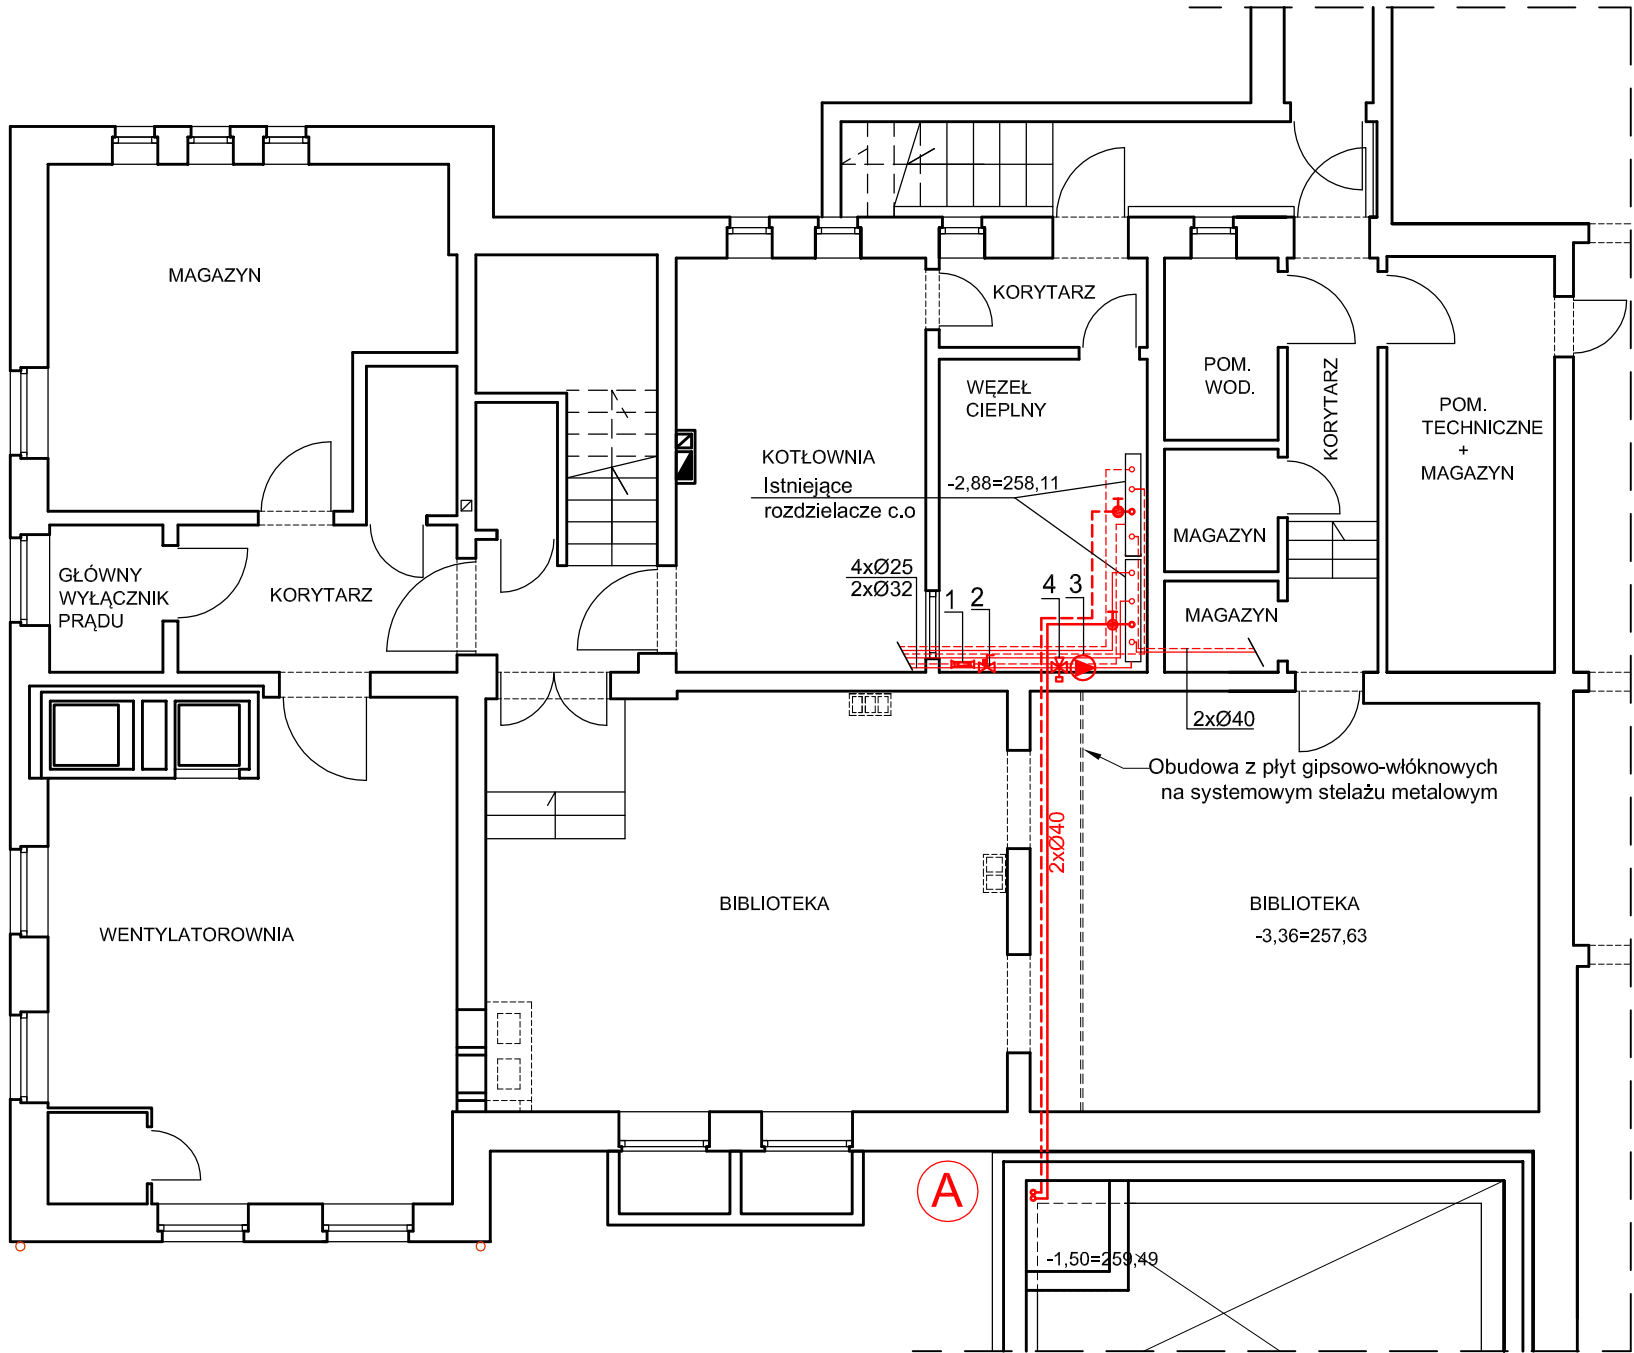 MAGAZYN
KORYTARZ
WĘZEŁ
CIEPLNY
POM.
WOD.
KORYTARZ
POM.
TECHNICZNE
+
MAGAZYN
KOTŁOWNIA
Istniejące
rozdzielacze c.o
-2,88=258,11
MAGAZYN
GŁÓWNY
WYŁĄCZNIK
PRĄDU
KORYTARZ
4xØ25
2xØ32
1
2
4
3
MAGAZYN
2xØ40
Obudowa z płyt gipsowo-włóknowych
na systemowym stelażu metalowym
2xØ40
WENTYLATOROWNIA
BIBLIOTEKA
BIBLIOTEKA
-3,36=257,63
A
-1,50=259,49